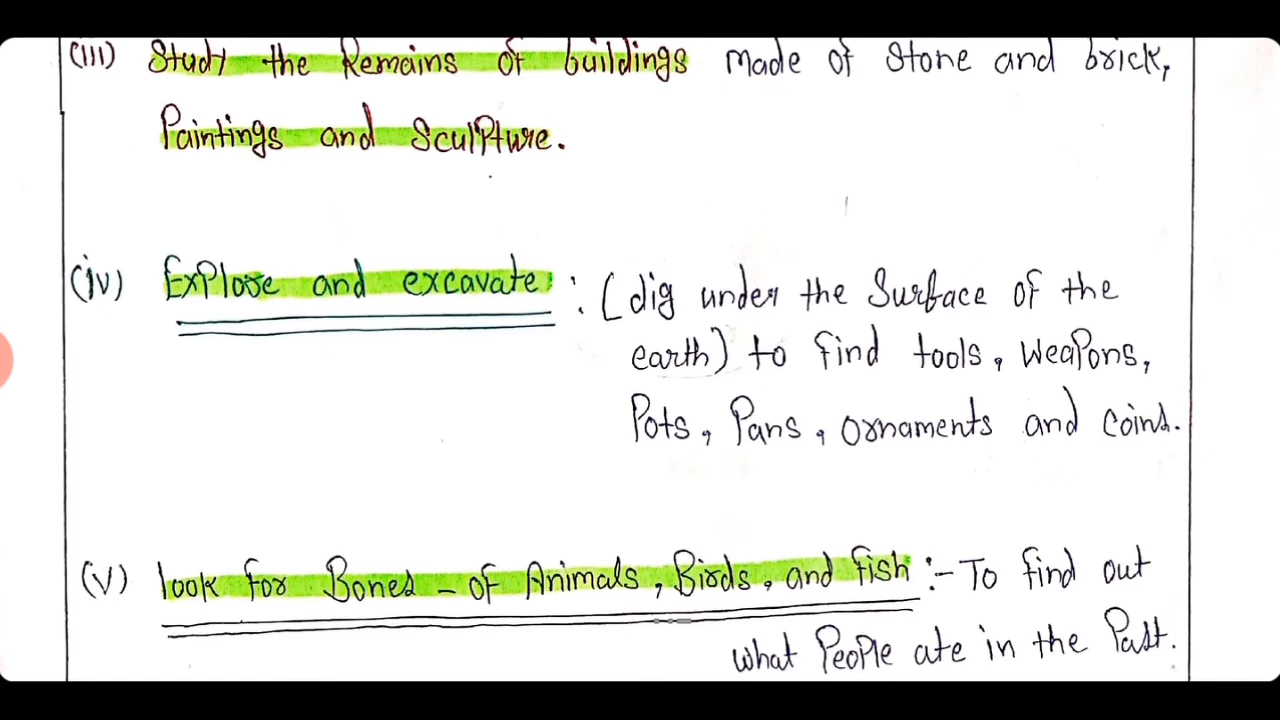 (iii) Study the Remains of buildings made of stone and brick,
Paintings and Sculpture.
(iv) Explore and excavate : (dig under the Surface of the
earth) to find tools, weapons,
Pots, Pans, ornaments and coins.
(v) look for Bones - of Animals, Birds, and fish :- To find out
what People ate in the Past.